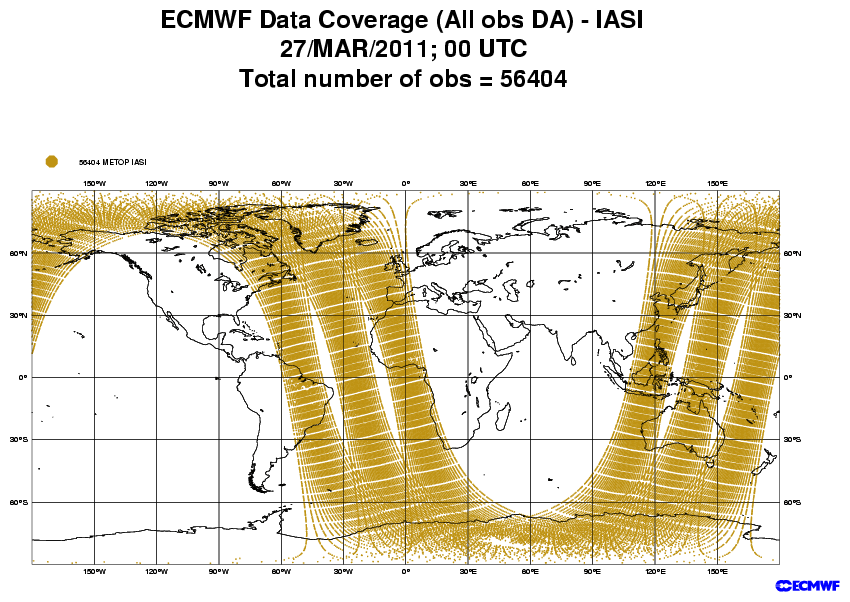 ECMWF Data Coverage (All obs DA) - IASI
27/MAR/2011; 00 UTC
Total number of obs = 56404
56404 METOP IASI
150°W 120°W 90°W 60°W 30°W 0° 30°E 60°E 90°E 120°E 150°E
60°N 60°N
30°N 30°N
0° 0°
30°S 30°S
60°S 60°S
150°W 120°W 90°W 60°W 30°W 0° 30°E 60°E 90°E 120°E 150°E
ECMWF